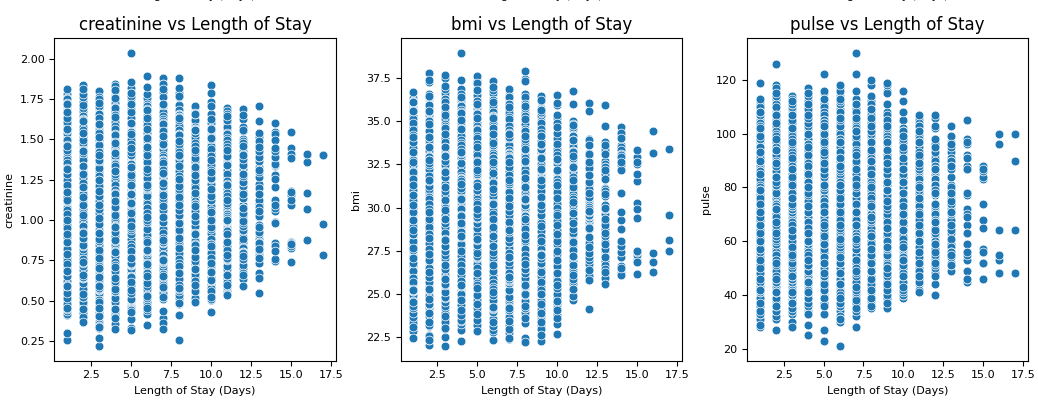 creatinine vs Length of Stay
bmi vs Length of Stay
pulse vs Length of Stay
creatinine
2.00
1.75
1.50
1.25
1.00
0.75
0.50
0.25
2.5 5.0 7.5 10.0 12.5 15.0 17.5
Length of Stay (Days)
bmi
37.5
35.0
32.5
30.0
27.5
25.0
22.5
2.5 5.0 7.5 10.0 12.5 15.0 17.5
Length of Stay (Days)
pulse
120
100
80
60
40
20
2.5 5.0 7.5 10.0 12.5 15.0 17.5
Length of Stay (Days)